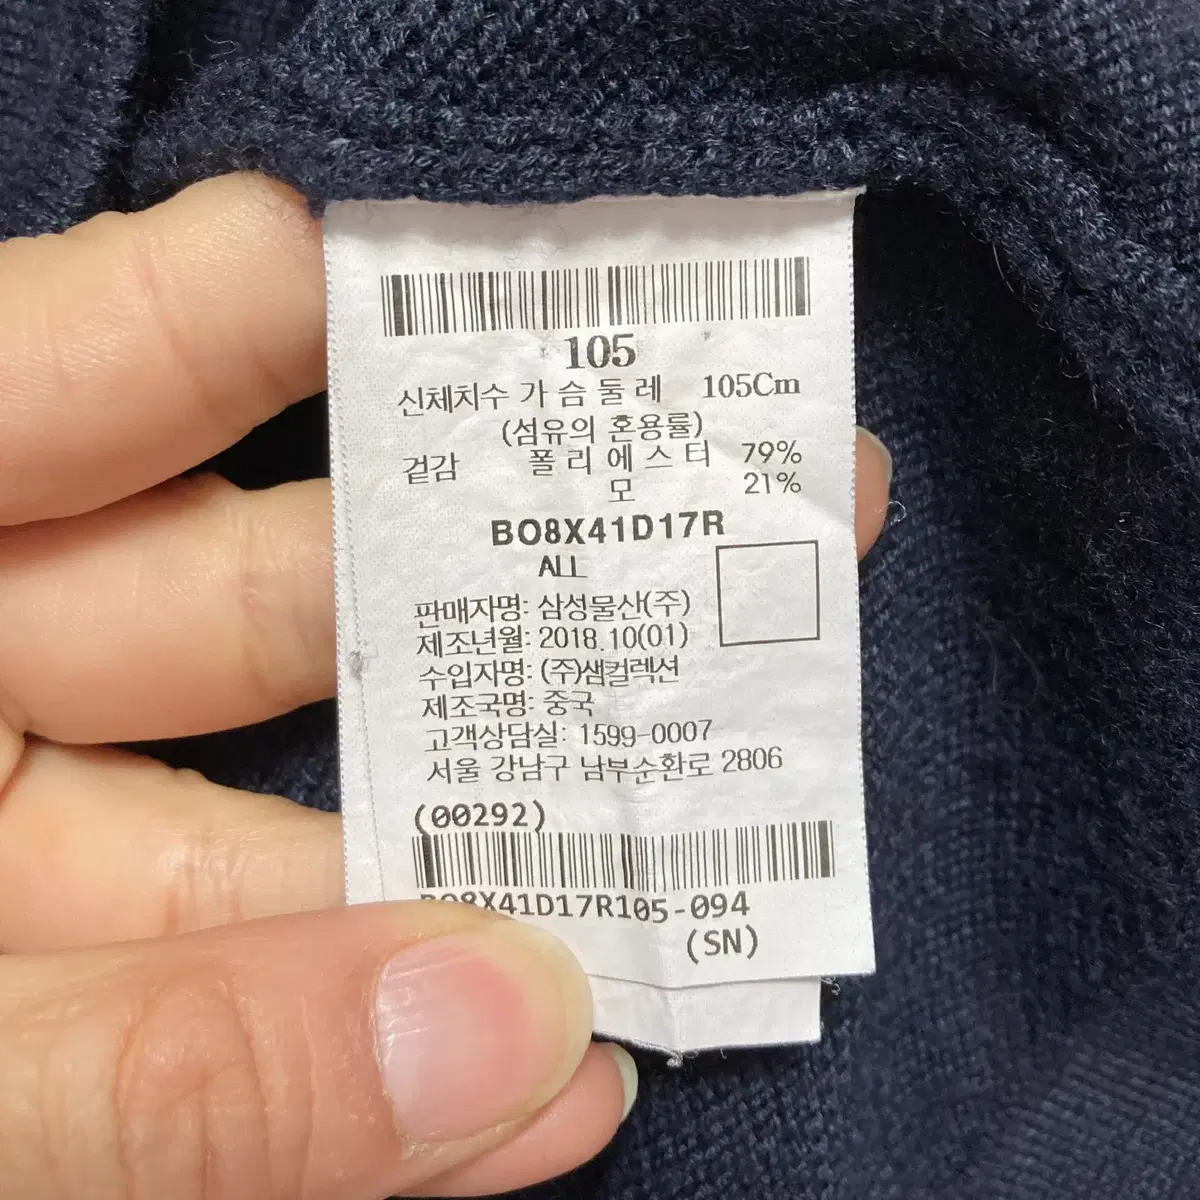 105
신체치수 가 슴 둘 레 105Cm
(섬유의 혼용률)
겉감 폴 리 에 스 터 79%
모 21%
BO8X41D17R
ALL
판매자명: 삼성물산(주)
제조년월: 2018.10(01)
수입자명: (주)샘컬렉션
제조국명: 중국
고객상담실: 1599-0007
서울 강남구 남부순환로 2806
(00292)
BO8X41D17R105-094
(SN)